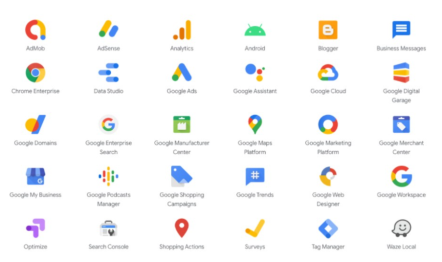 AdMob
AdSense
Analytics
Android
Blogger
Business Messages
Chrome Enterprise
Data Studio
Google Ads
Google Assistant
Google Cloud
Google Digital
Garage
Google Domains
Google Enterprise
Search
Google Manufacturer
Center
Google Maps
Platform
Google Marketing
Platform
Google Merchant
Center
Google My Business
Google Podcasts
Manager
Google Shopping
Campaigns
Google Trends
Google Web
Designer
Google Workspace
Optimize
Search Console
Shopping Actions
Surveys
Tag Manager
Waze Local